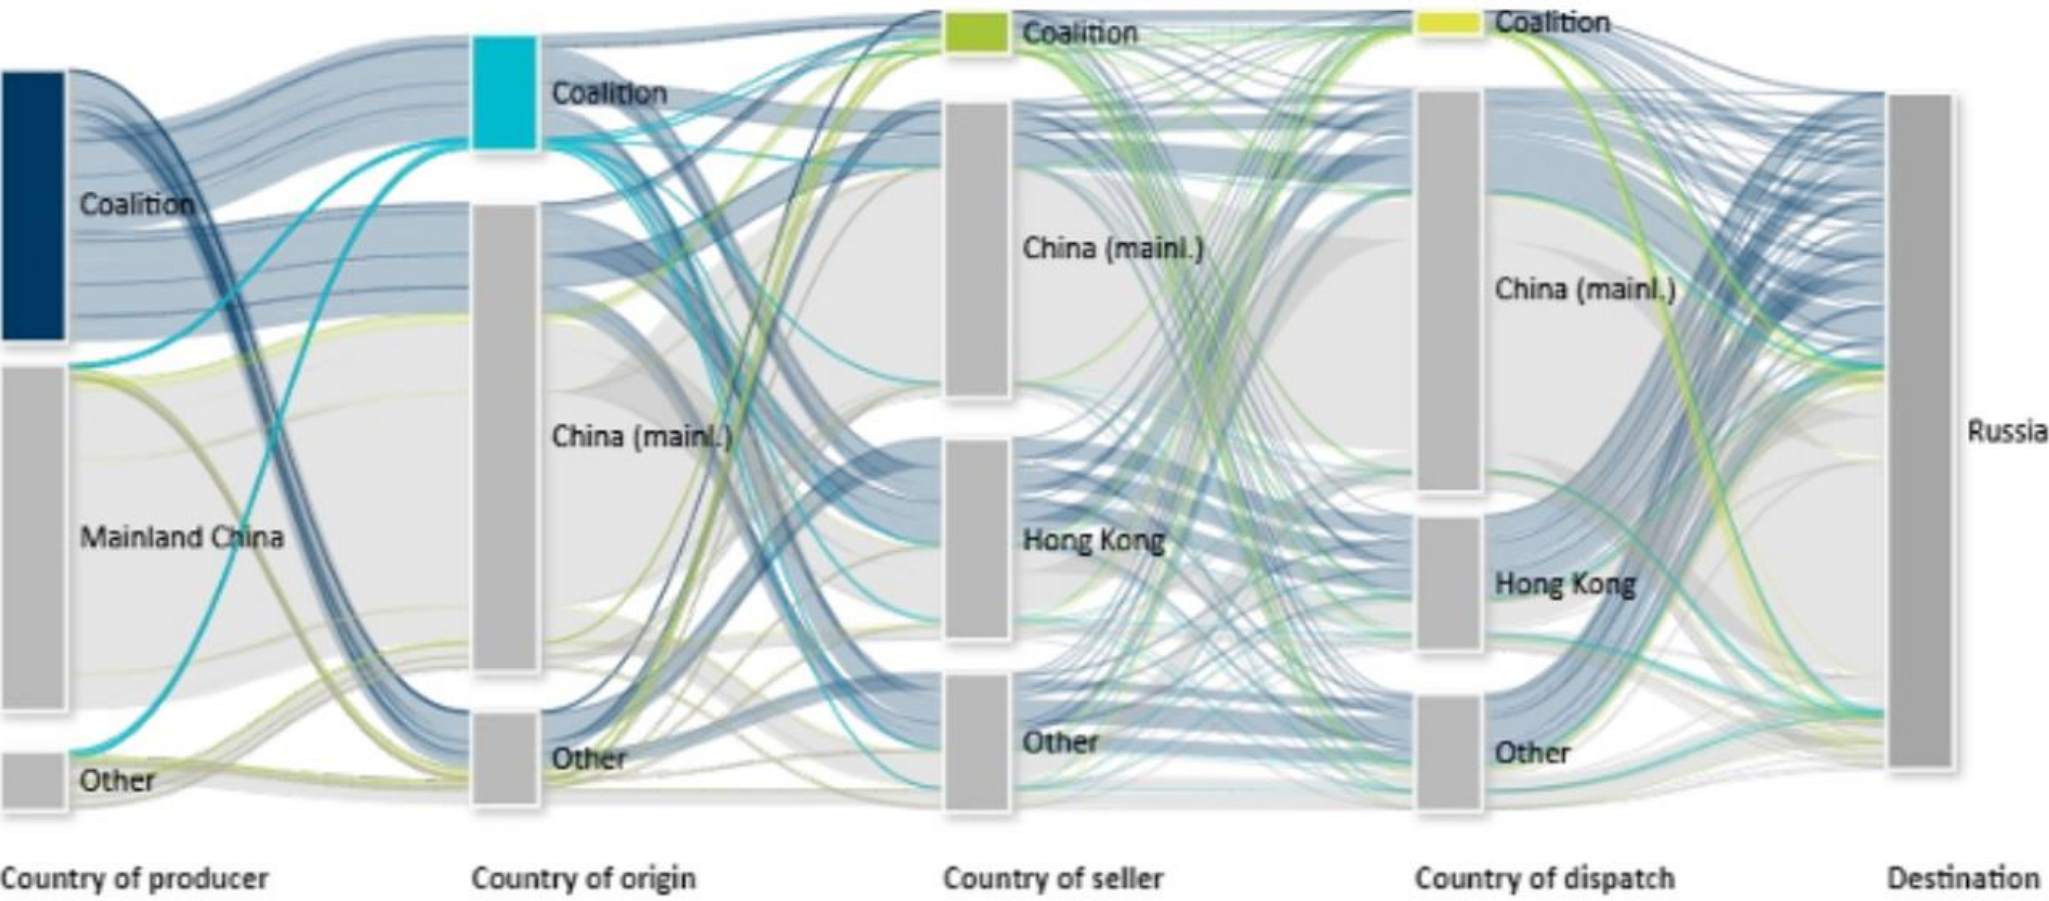 Coalition
Mainland China
Other
Country of producer
Coalition
China (mainl.)
Other
Country of origin
Coalition
China (mainl.)
Hong Kong
Other
Country of seller
Coalition
China (mainl.)
Hong Kong
Other
Country of dispatch
Russia
Destination